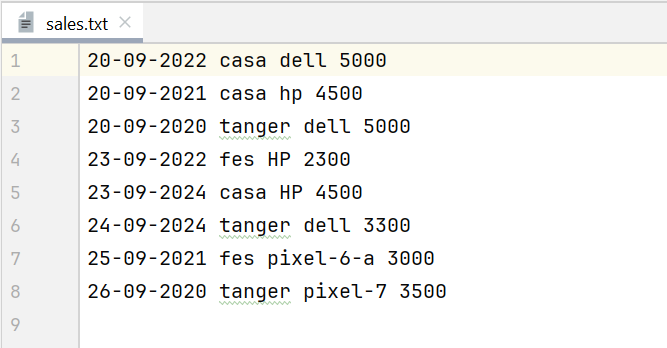 sales.txt
1 20-09-2022 casa dell 5000
2 20-09-2021 casa hp 4500
3 20-09-2020 tanger dell 5000
4 23-09-2022 fes HP 2300
5 23-09-2024 casa HP 4500
6 24-09-2024 tanger dell 3300
7 25-09-2021 fes pixel-6-a 3000
8 26-09-2020 tanger pixel-7 3500
9